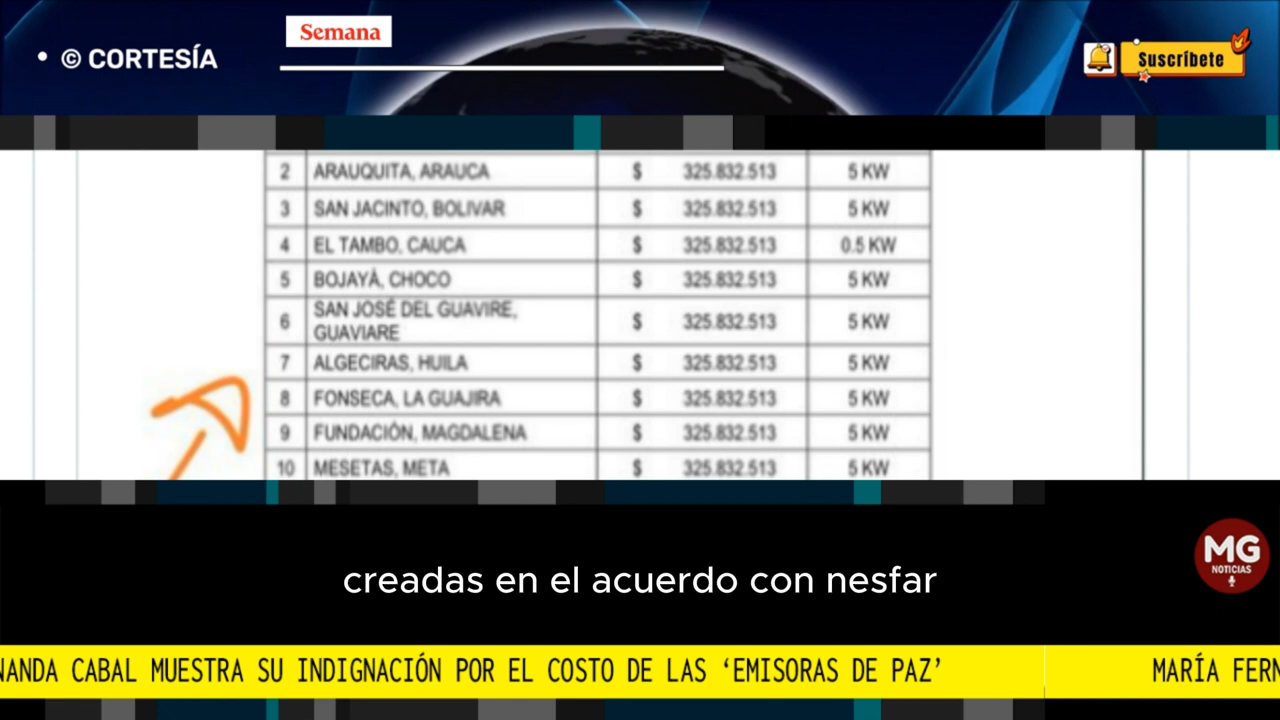 Semana
• © CORTESÍA
Suscríbete
2 ARAUQUITA, ARAUCA $ 325.832.513 5 KW
3 SAN JACINTO, BOLIVAR $ 325.832.513 5 KW
4 EL TAMBO, CAUCA $ 325.832.513 0.5 KW
5 BOJAYÁ, CHOCO $ 325.832.513 5 KW
6 SAN JOSÉ DEL GUAVIRE, GUAVIARE $ 325.832.513 5 KW
7 ALGECIRAS, HUILA $ 325.832.513 5 KW
8 FONSECA, LA GUAJIRA $ 325.832.513 5 KW
9 FUNDACIÓN, MAGDALENA $ 325.832.513 5 KW
10 MESETAS, META $ 325.832.513 5 KW
MG
NOTICIAS
creadas en el acuerdo con nesfar
NANDA CABAL MUESTRA SU INDIGNACIÓN POR EL COSTO DE LAS ‘EMISORAS DE PAZ’ MARÍA FERN